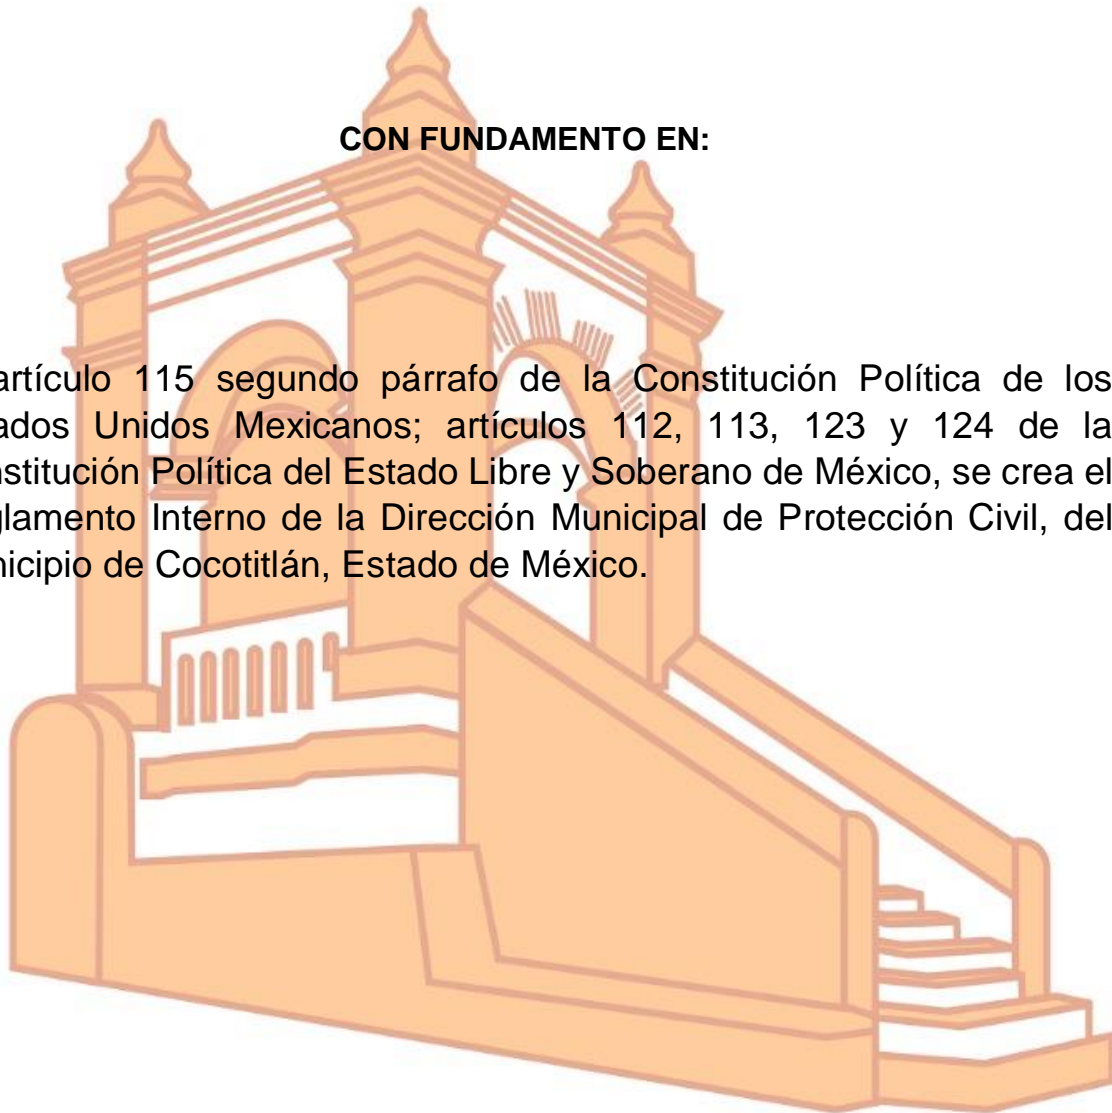 CON FUNDAMENTO EN:
artículo 115 segundo párrafo de la Constitución Política de los
ados Unidos Mexicanos; artículos 112, 113, 123 y 124 de la
nstitución Política del Estado Libre y Soberano de México, se crea el
glamento Interno de la Dirección Municipal de Protección Civil, del
nicipio de Cocotitlán, Estado de México.